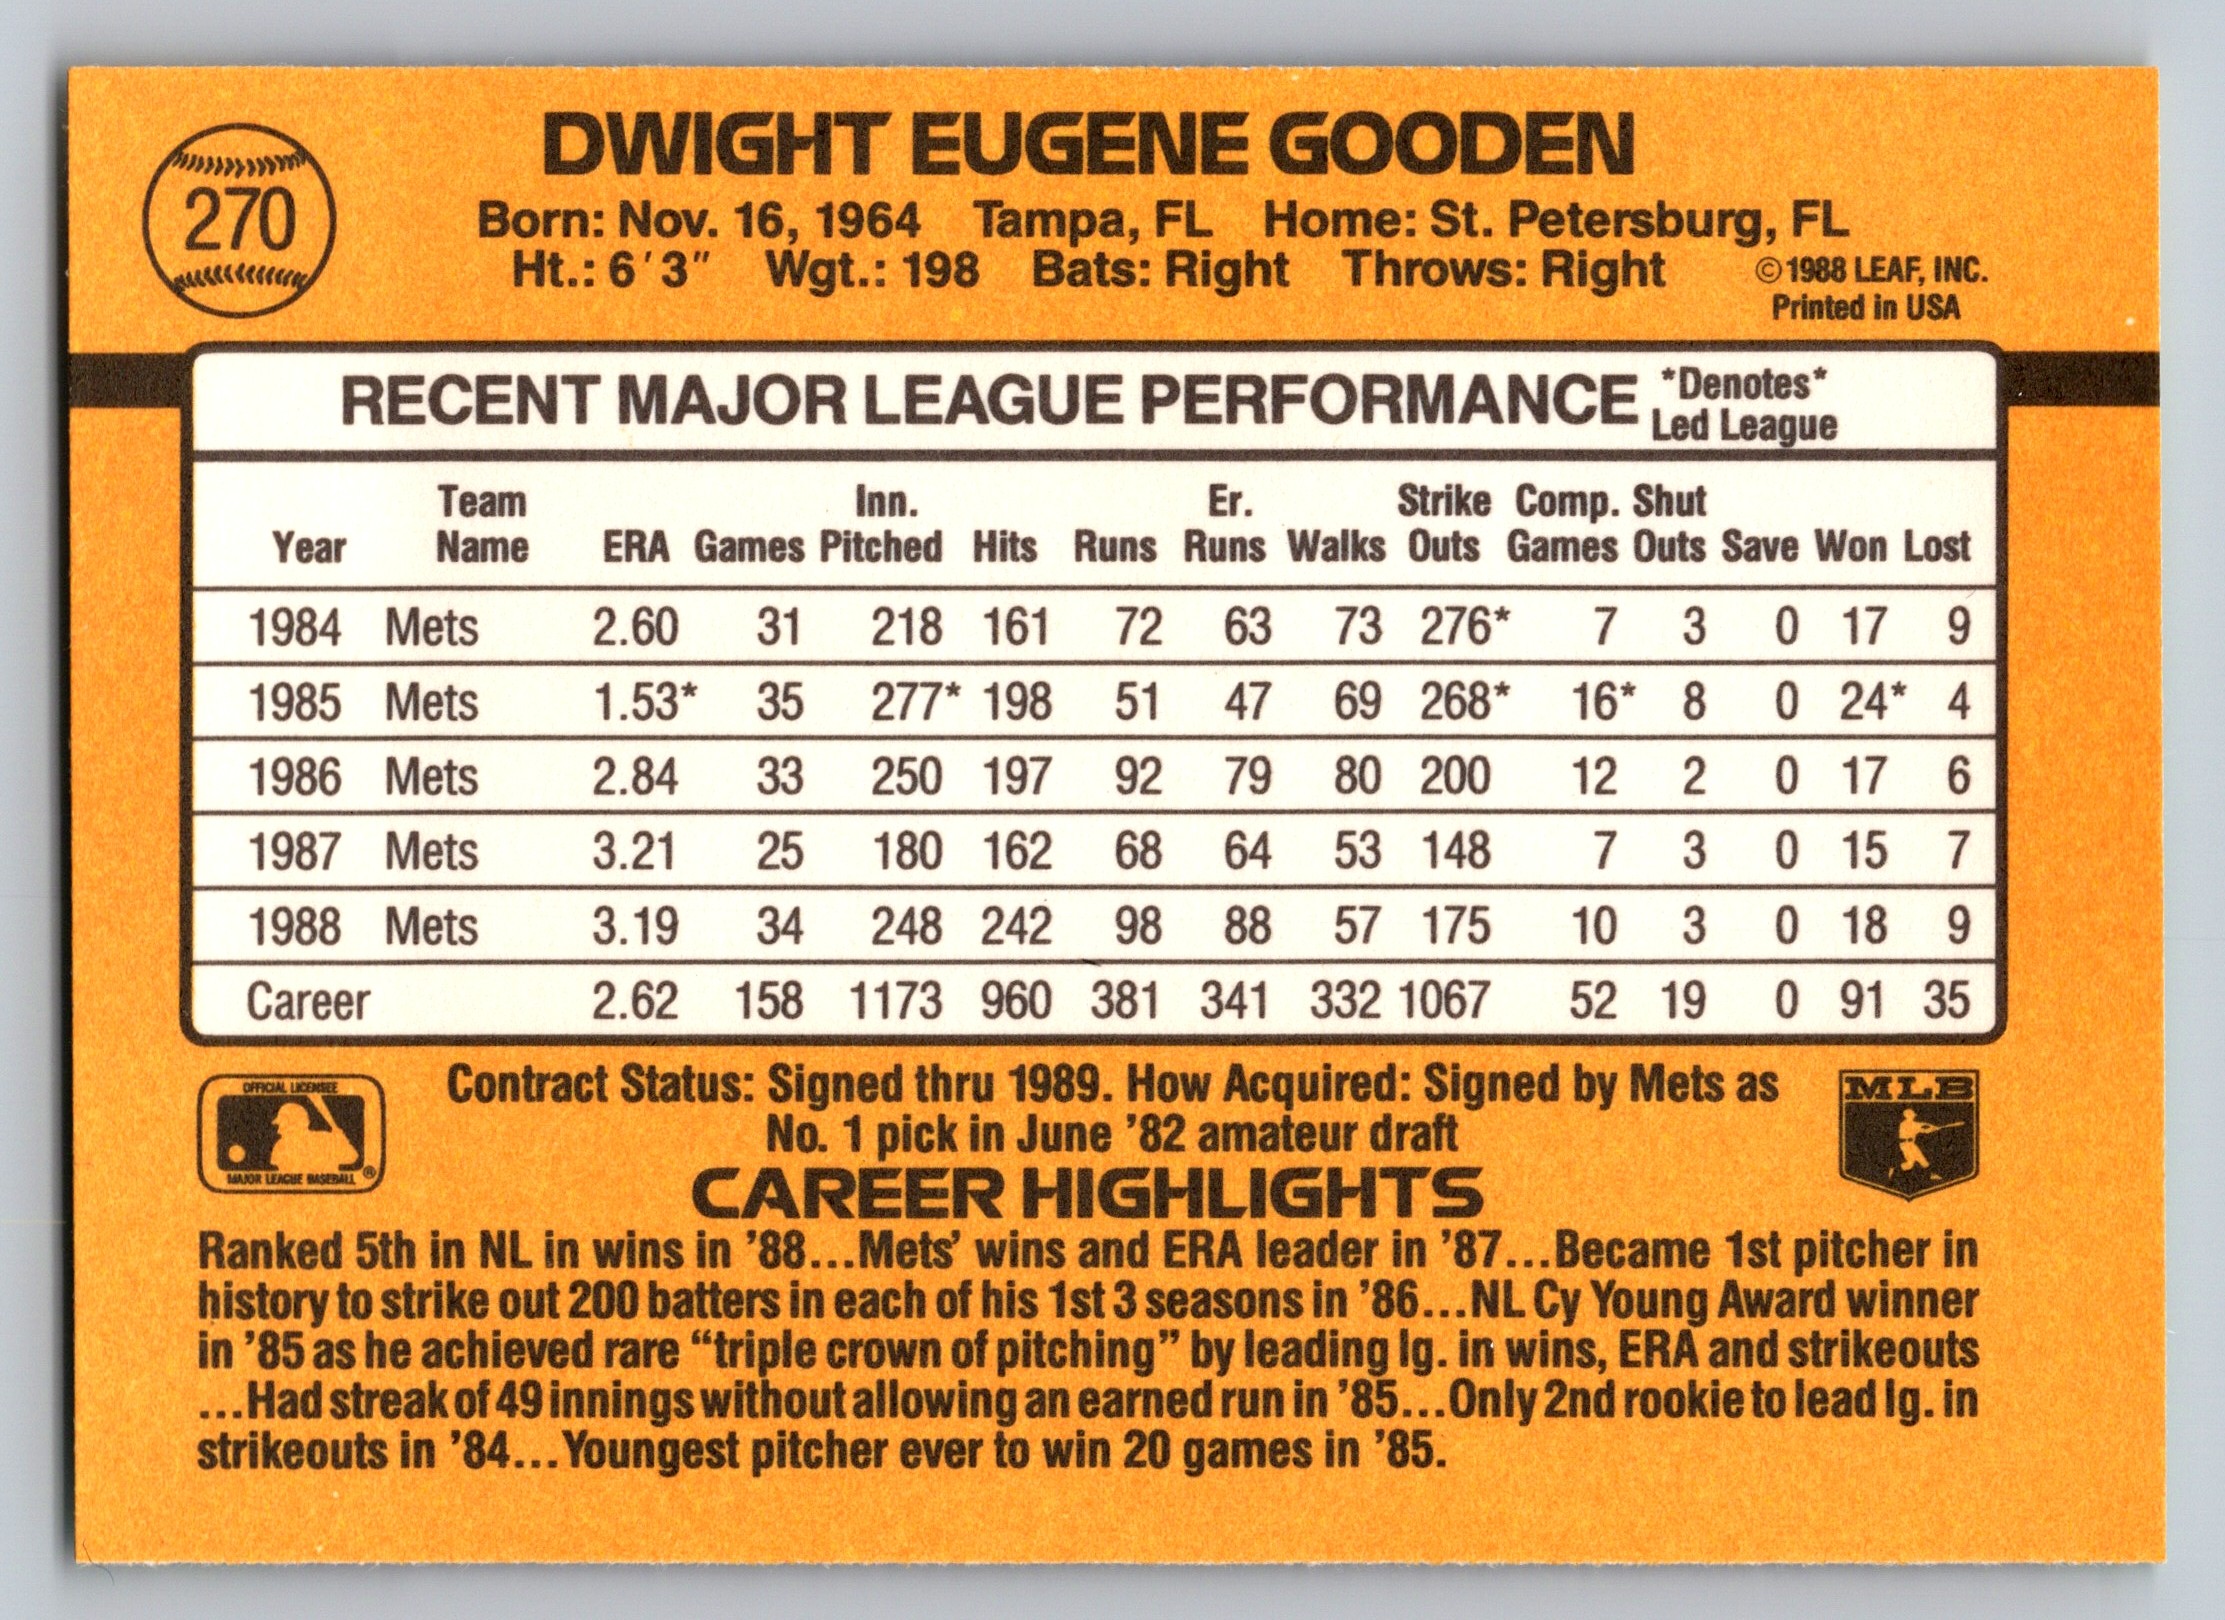 270
DWIGHT EUGENE GOODEN
Born: Nov. 16, 1964 Tampa, FL Home: St. Petersburg, FL
Ht.: 6'3" Wgt.: 198 Bats: Right Throws: Right ©1988 LEAF, INC.
Printed in USA
RECENT MAJOR LEAGUE PERFORMANCE *Denotes*
Led League
Team Inn. Er. Strike Comp. Shut
Year Name ERA Games Pitched Hits Runs Runs Walks Outs Games Outs Save Won Lost
1984 Mets 2.60 31 218 161 72 63 73 276* 7 3 0 17 9
1985 Mets 1.53* 35 277* 198 51 47 69 268* 16* 8 0 24* 4
1986 Mets 2.84 33 250 197 92 79 80 200 12 2 0 17 6
1987 Mets 3.21 25 180 162 68 64 53 148 7 3 0 15 7
1988 Mets 3.19 34 248 242 98 88 57 175 10 3 0 18 9
Career 2.62 158 1173 960 381 341 332 1067 52 19 0 91 35
OFFICIAL LICENSEE
MAJOR LEAGUE BASEBALL ®
Contract Status: Signed thru 1989. How Acquired: Signed by Mets as
No. 1 pick in June '82 amateur draft
MLB
CAREER HIGHLIGHTS
Ranked 5th in NL in wins in '88...Mets' wins and ERA leader in '87...Became 1st pitcher in
history to strike out 200 batters in each of his 1st 3 seasons in '86...NL Cy Young Award winner
in '85 as he achieved rare "triple crown of pitching" by leading lg. in wins, ERA and strikeouts
...Had streak of 49 innings without allowing an earned run in '85...Only 2nd rookie to lead lg. in
strikeouts in '84...Youngest pitcher ever to win 20 games in '85.